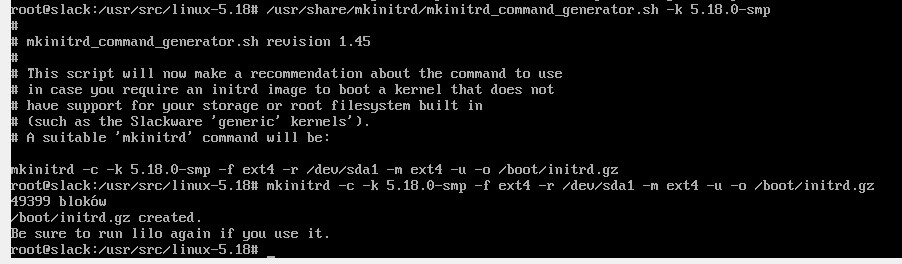 root@slack:/usr/src/linux-5.18# /usr/share/mkinitrd/mkinitrd_command_generator.sh -k 5.18.0-smp
#
# mkinitrd_command_generator.sh revision 1.45
#
# This script will now make a recommendation about the command to use
# in case you require an initrd image to boot a kernel that does not
# have support for your storage or root filesystem built in
# (such as the Slackware 'generic' kernels').
# A suitable 'mkinitrd' command will be:

mkinitrd -c -k 5.18.0-smp -f ext4 -r /dev/sda1 -m ext4 -u -o /boot/initrd.gz
root@slack:/usr/src/linux-5.18# mkinitrd -c -k 5.18.0-smp -f ext4 -r /dev/sda1 -m ext4 -u -o /boot/initrd.gz
49399 bloków
/boot/initrd.gz created.
Be sure to run lilo again if you use it.
root@slack:/usr/src/linux-5.18# _